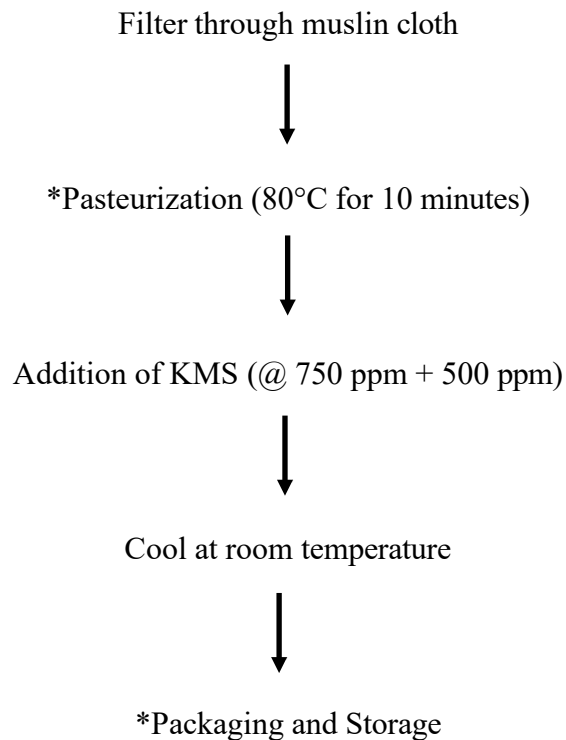 Filter through muslin cloth
*Pasteurization (80°C for 10 minutes)
Addition of KMS (@ 750 ppm + 500 ppm)
Cool at room temperature
*Packaging and Storage